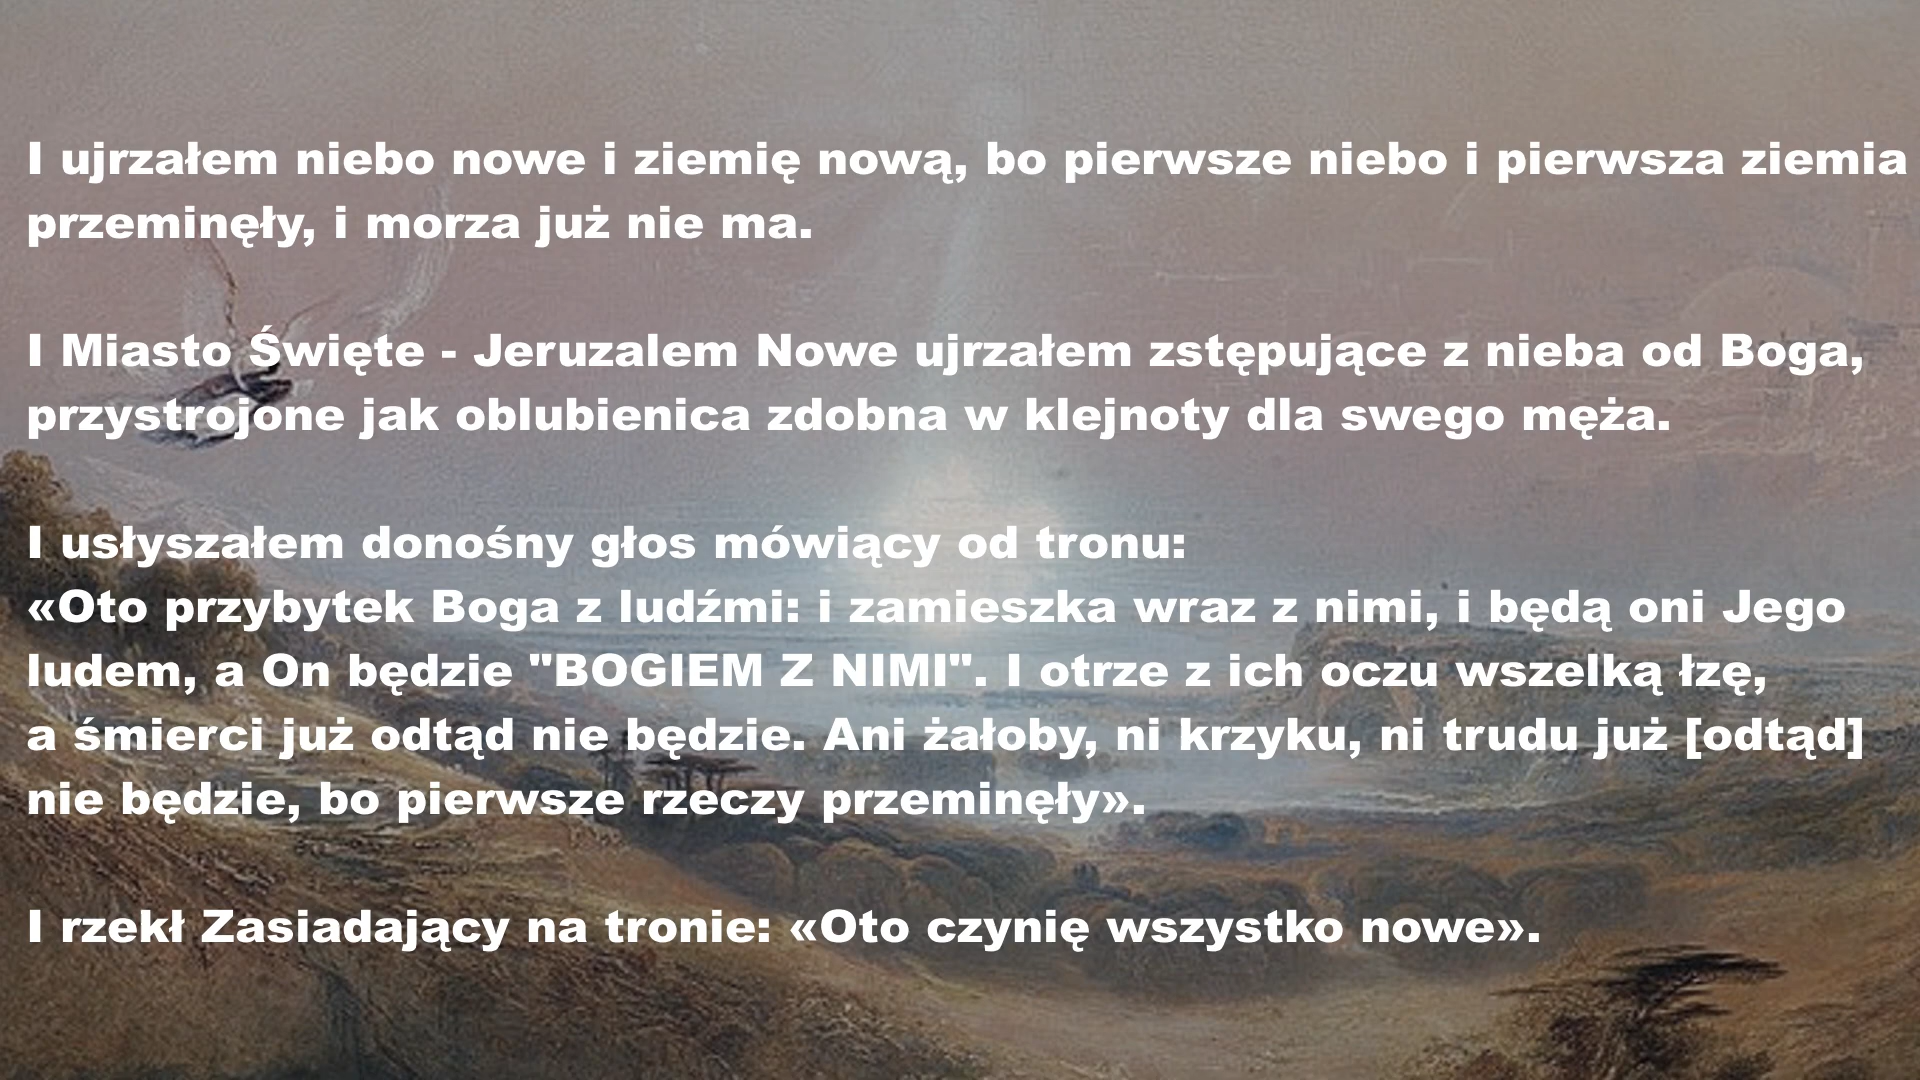 I ujrzałem niebo nowe i ziemię nową, bo pierwsze niebo i pierwsza ziemia
przeminęły, i morza już nie ma.
I Miasto Święte - Jeruzalem Nowe ujrzałem zstępujące z nieba od Boga,
przystrojone jak oblubienica zdobna w klejnoty dla swego męża.
I usłyszałem donośny głos mówiący od tronu:
«Oto przybytek Boga z ludźmi: i zamieszka wraz z nimi, i będą oni Jego
ludem, a On będzie "BOGIEM Z NIMI". I otrze z ich oczu wszelką łzę,
a śmierci już odtąd nie będzie. Ani żałoby, ni krzyku, ni trudu już [odtąd]
nie będzie, bo pierwsze rzeczy przeminęły».
I rzekł Zasiadający na tronie: «Oto czynię wszystko nowe».